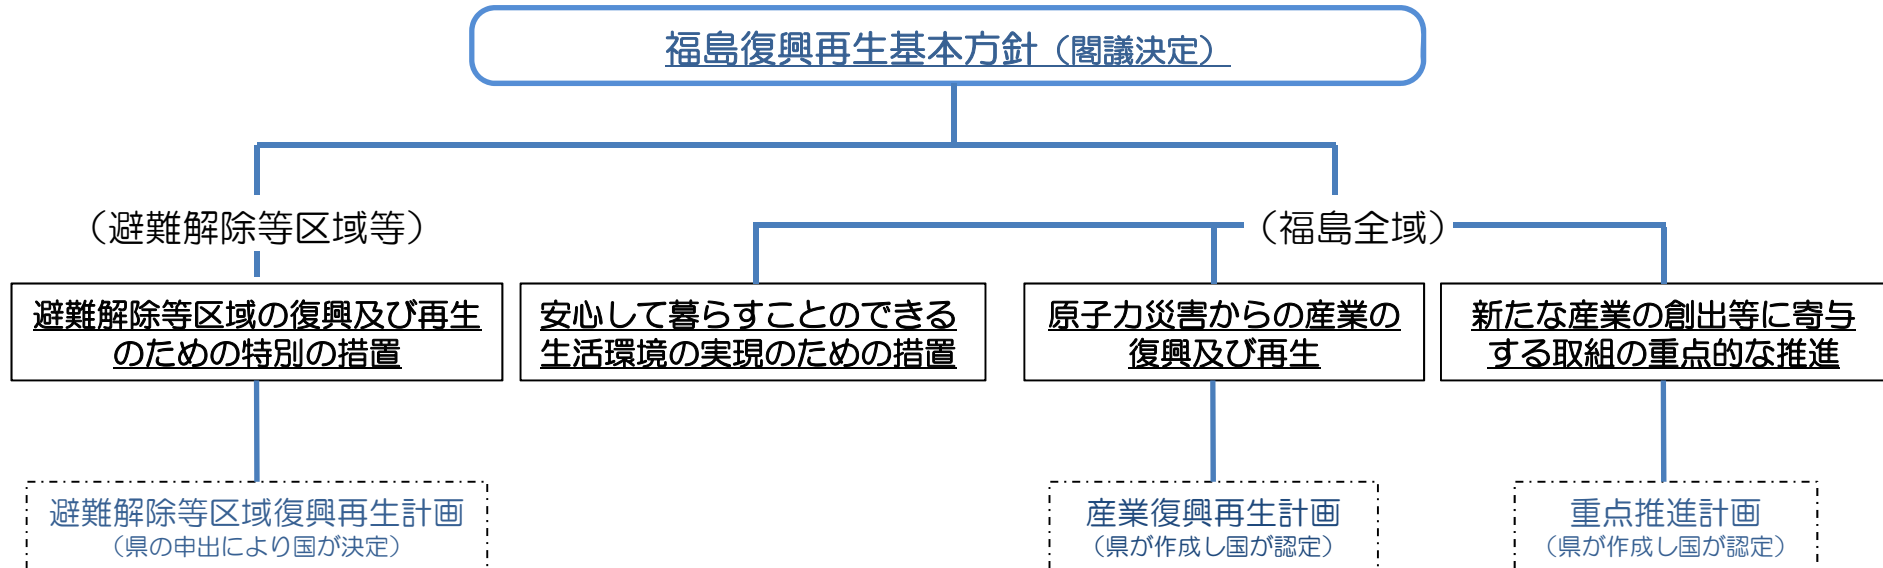 福島復興再生基本方針（閣議決定）
（避難解除等区域等）
（福島全域）
避難解除等区域の復興及び再生
のための特別の措置
安心して暮らすことのできる
生活環境の実現のための措置
原子力災害からの産業の
復興及び再生
新たな産業の創出等に寄与
する取組の重点的な推進
避難解除等区域復興再生計画
（県の申出により国が決定）
産業復興再生計画
（県が作成し国が認定）
重点推進計画
（県が作成し国が認定）